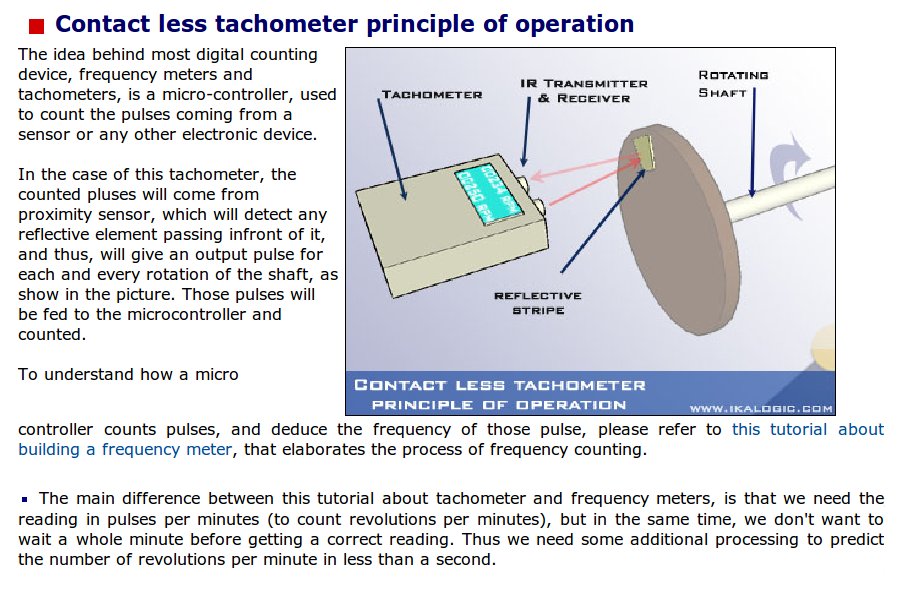 Contact less tachometer principle of operation
The idea behind most digital counting
device, frequency meters and
tachometers, is a micro-controller, used
to count the pulses coming from a
sensor or any other electronic device.
In the case of this tachometer, the
counted pluses will come from
proximity sensor, which will detect any
reflective element passing infront of it,
and thus, will give an output pulse for
each and every rotation of the shaft, as
show in the picture. Those pulses will
be fed to the microcontroller and
counted.
To understand how a micro
TACHOMETER
IR TRANSMITTER
& RECEIVER
ROTATING
SHAFT
REFLECTIVE
STRIPE
CONTACT LESS TACHOMETER
PRINCIPLE OF OPERATION
WWW.IKALOGIC.COM
controller counts pulses, and deduce the frequency of those pulse, please refer to this tutorial about
building a frequency meter, that elaborates the process of frequency counting.
The main difference between this tutorial about tachometer and frequency meters, is that we need the
reading in pulses per minutes (to count revolutions per minutes), but in the same time, we don't want to
wait a whole minute before getting a correct reading. Thus we need some additional processing to predict
the number of revolutions per minute in less than a second.